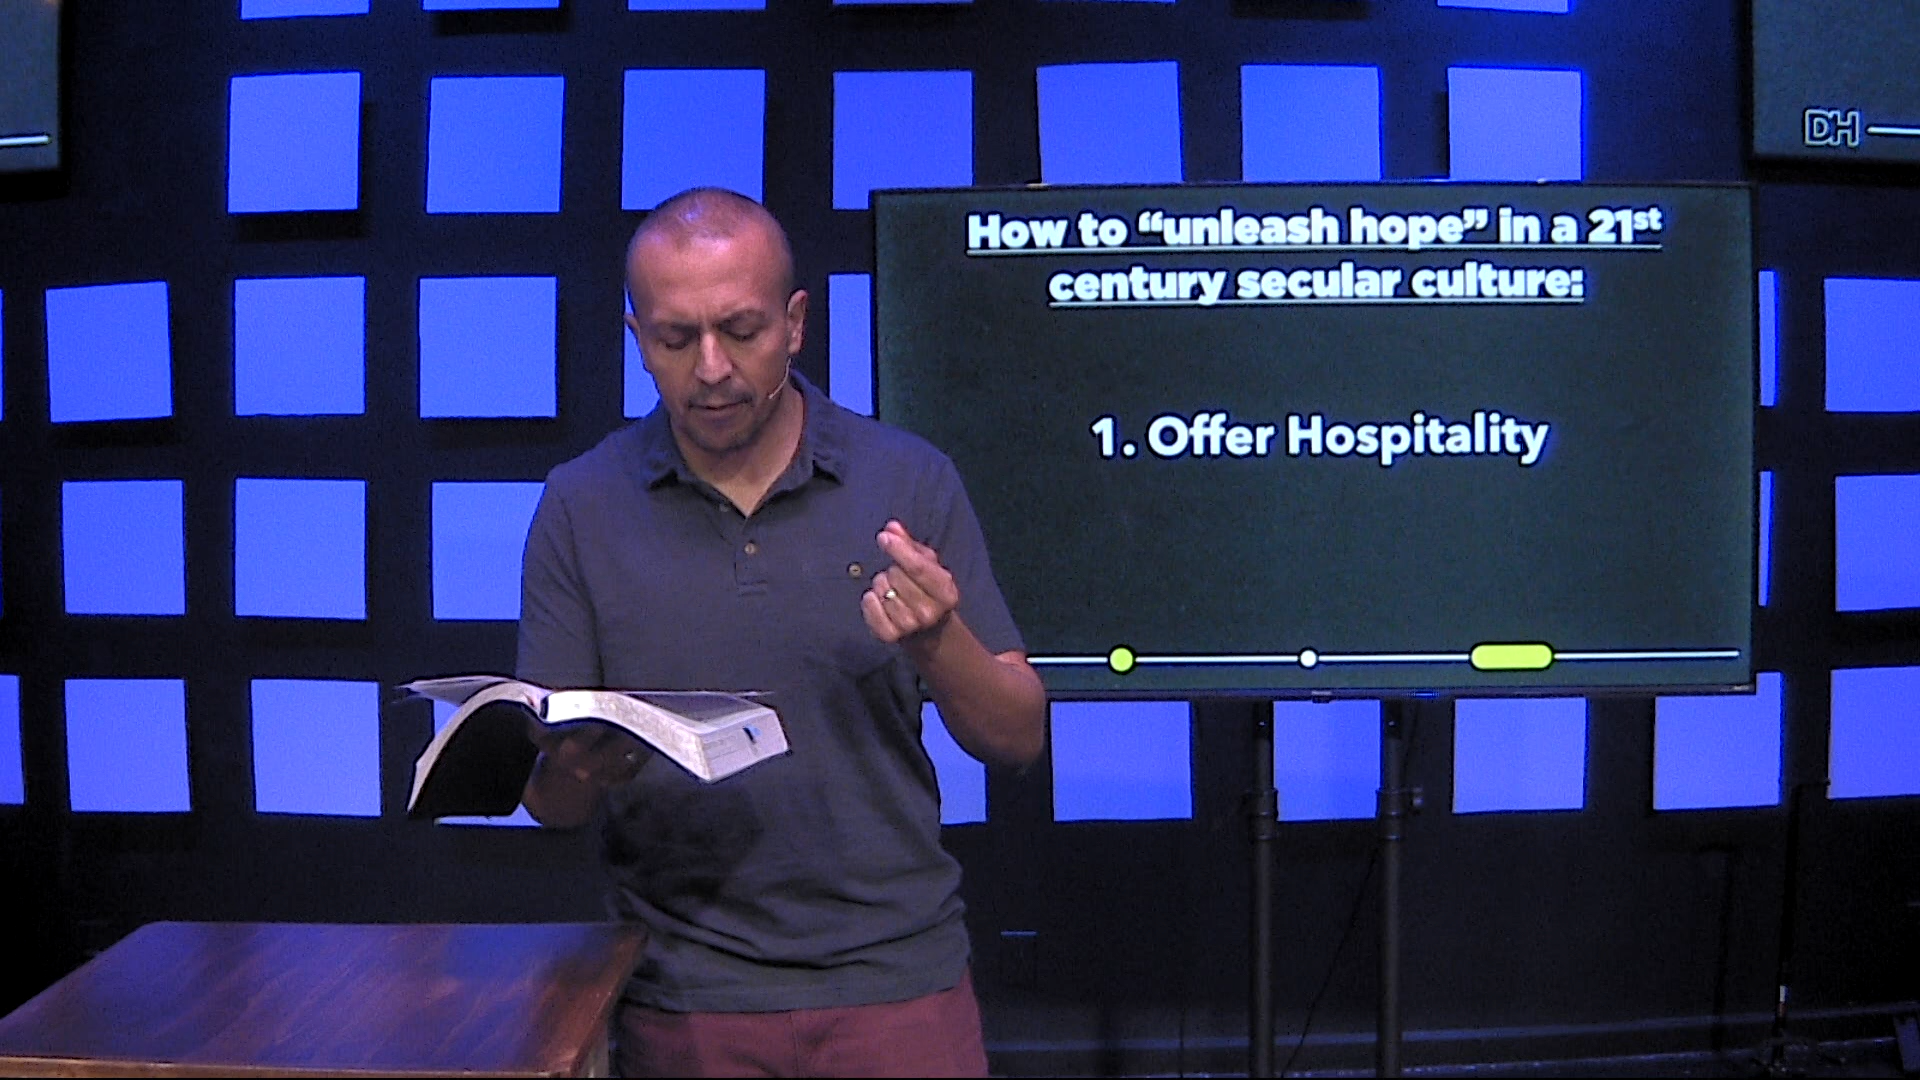 How to “unleash hope” in a 21st
century secular culture:
1. Offer Hospitality
DH